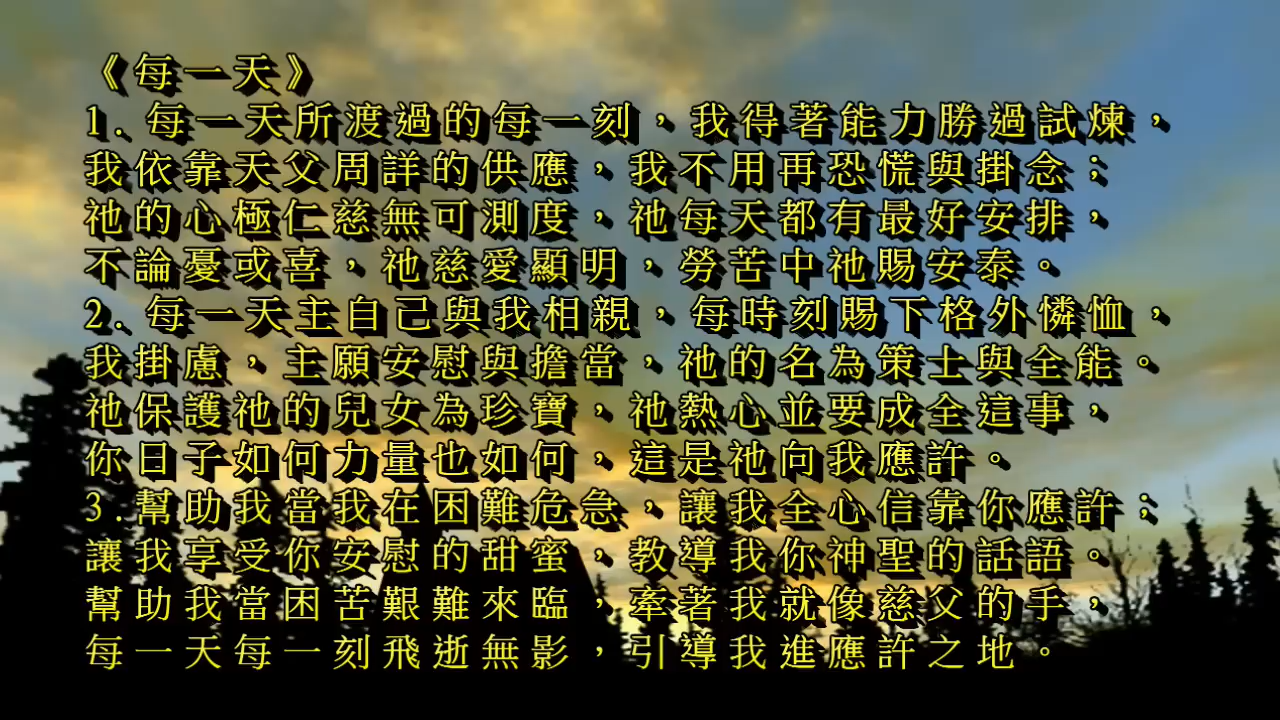 《每一天》
1. 每一天所渡過的每一刻，我得著能力勝過試煉，
我依靠天父周詳的供應，我不用再恐慌與掛念；
祂的心極仁慈無可測度，祂每天都有最好安排，
不論憂或喜，祂慈愛顯明，勞苦中祂賜安泰。
2. 每一天主自己與我相親，每時刻賜下格外憐恤，
我掛慮，主願安慰與擔當，祂的名為策士與全能。
祂保護祂的兒女為珍寶，祂熱心並要成全這事，
你日子如何力量也如何，這是祂向我應許。
3.幫助我當我在困難危急，讓我全心信靠你應許；
讓我享受你安慰的甜蜜，教導我你神聖的話語。
幫助我當困苦艱難來臨，牽著我就像慈父的手，
每一天每一刻飛逝無影，引導我進應許之地。